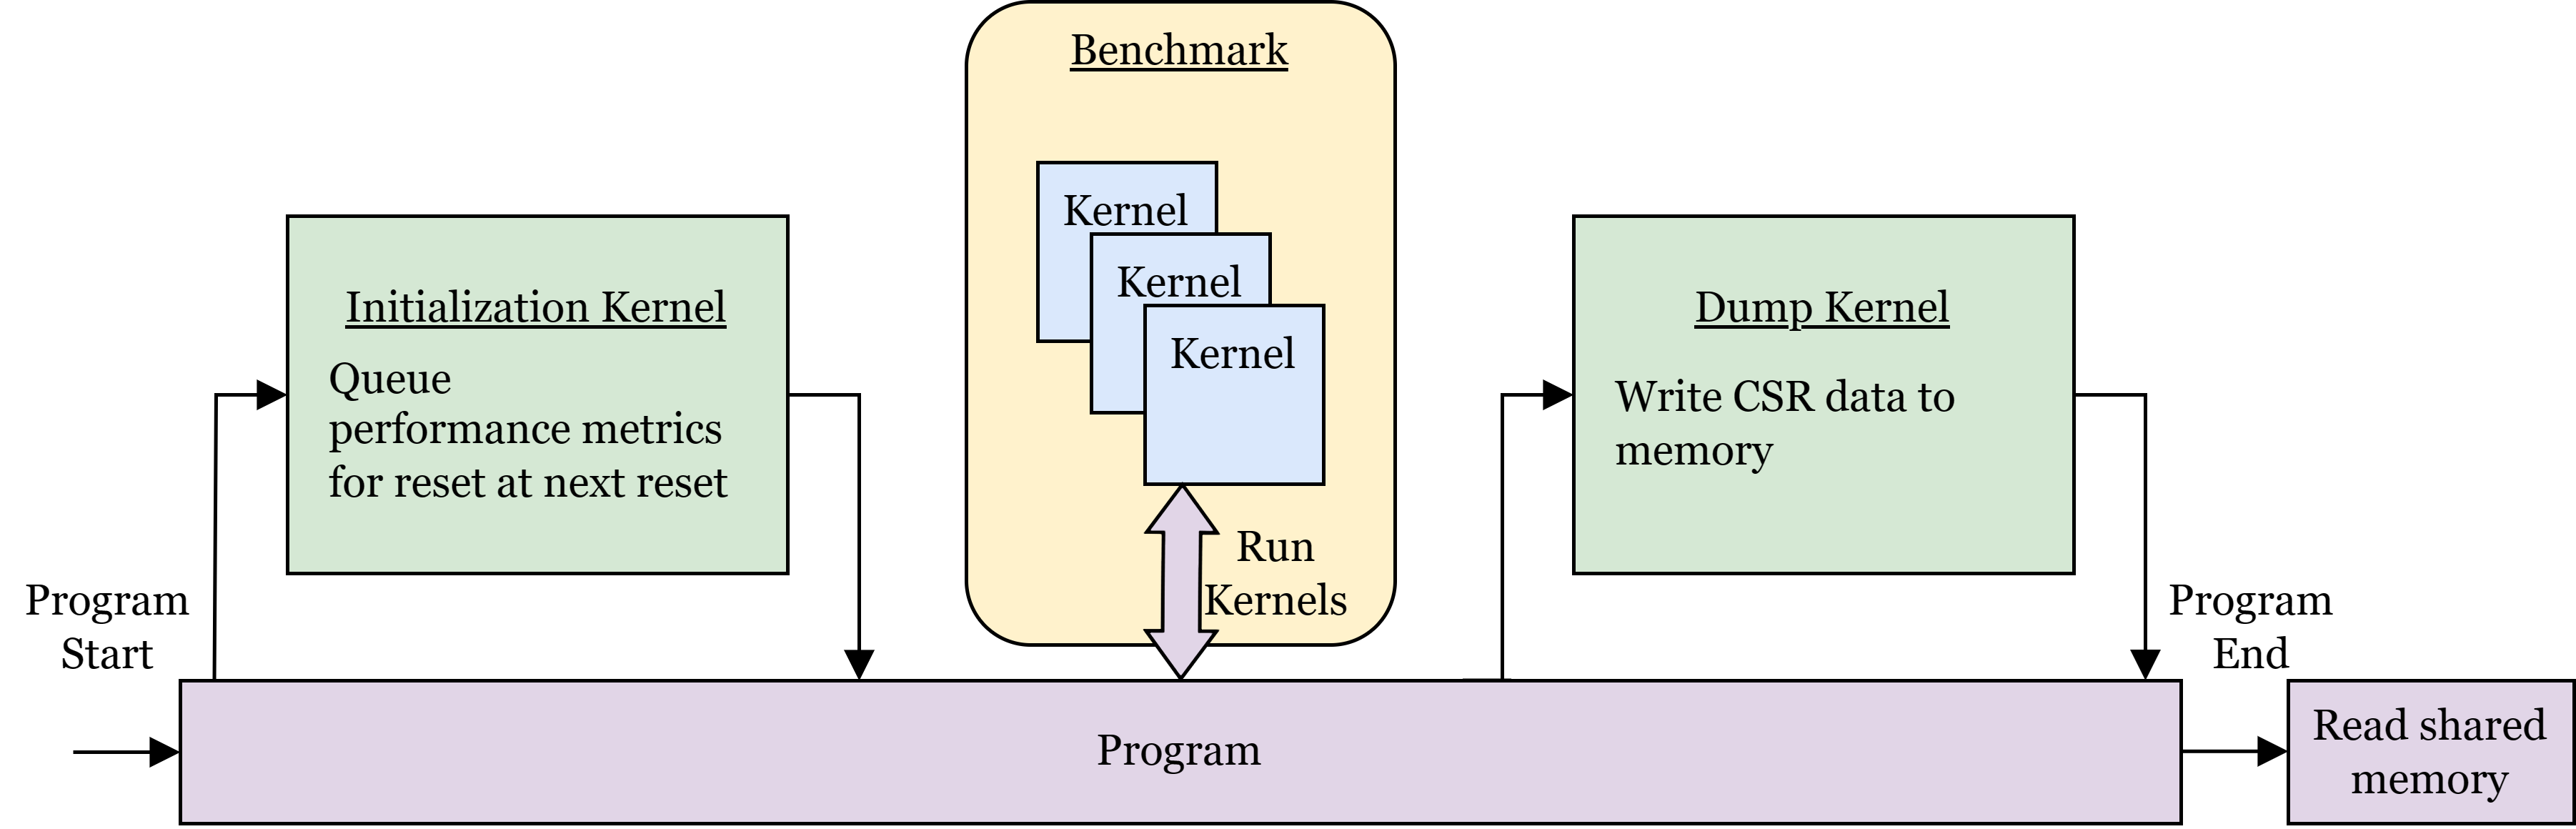 Benchmark
Kernel
Kernel
Kernel
Run
Kernels
Initialization Kernel
Queue
performance metrics
for reset at next reset
Dump Kernel
Write CSR data to
memory
Program
Start
Program
End
Program
Read shared
memory